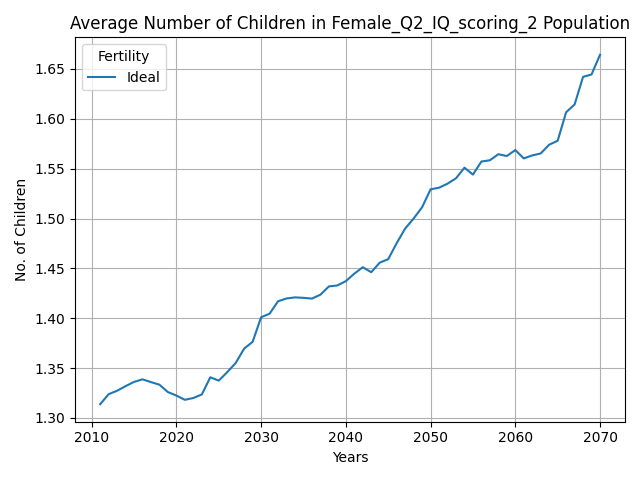 Average Number of Children in Female_Q2_IQ_scoring_2 Population
Fertility
Ideal
No. of Children
1.65
1.60
1.55
1.50
1.45
1.40
1.35
1.30
2010 2020 2030 2040 2050 2060 2070
Years